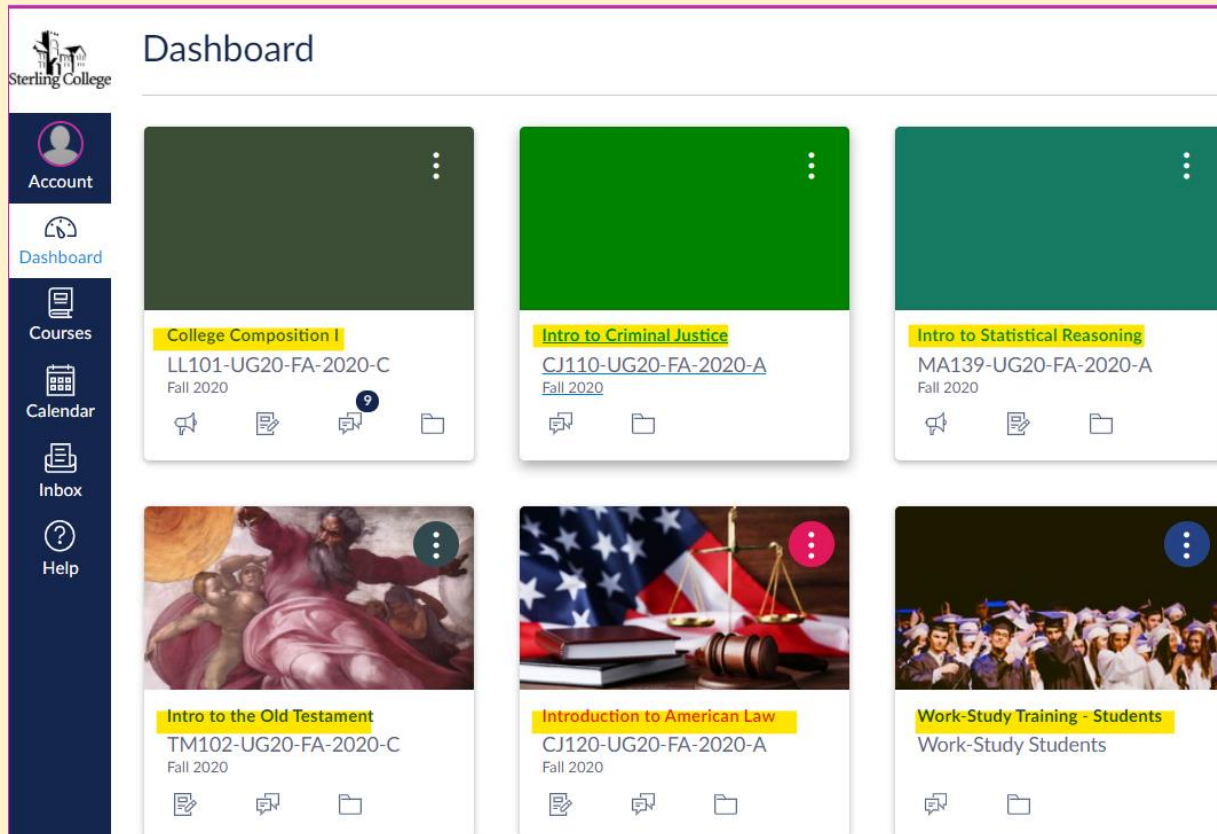 Sterling College
Dashboard
Account
Dashboard
Courses
Calendar
Inbox
Help
College Composition I
LL101-UG20-FA-2020-C
Fall 2020
9
Intro to Criminal Justice
CJ110-UG20-FA-2020-A
Fall 2020
Intro to Statistical Reasoning
MA139-UG20-FA-2020-A
Fall 2020
Intro to the Old Testament
TM102-UG20-FA-2020-C
Fall 2020
Introduction to American Law
CJ120-UG20-FA-2020-A
Fall 2020
Work-Study Training - Students
Work-Study Students